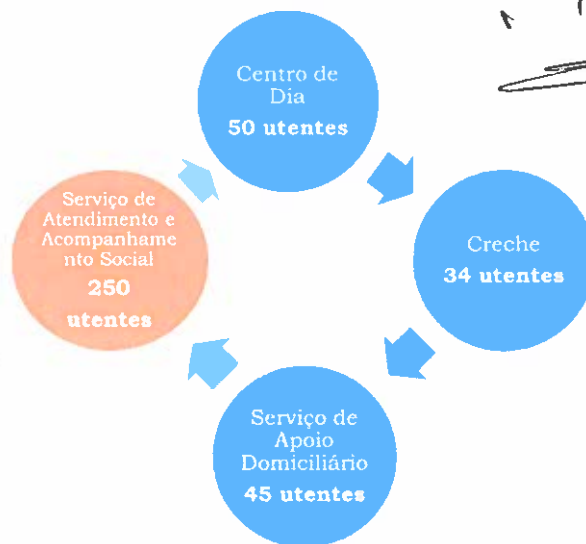 Centro de
Dia
50 utentes
Serviço de
Atendimento e
Acompanhame
nto Social
250
utentes
Creche
34 utentes
Serviço de
Apoio
Domiciliário
45 utentes